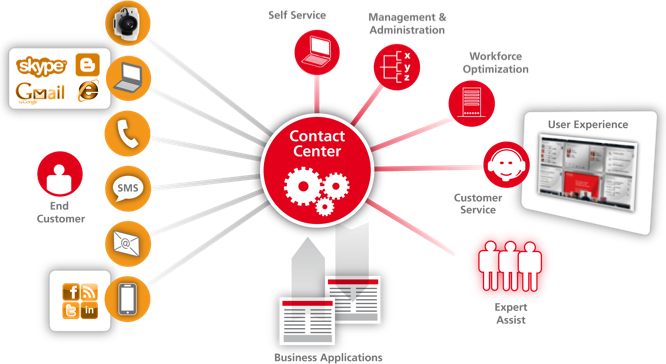 Self Service
Management &
Administration
Workforce
Optimization
x
y
z
skype
Gmail
by Google
Contact
Center
User Experience
SMS
End
Customer
Customer
Service
@
f
t
in
Expert
Assist
Business Applications